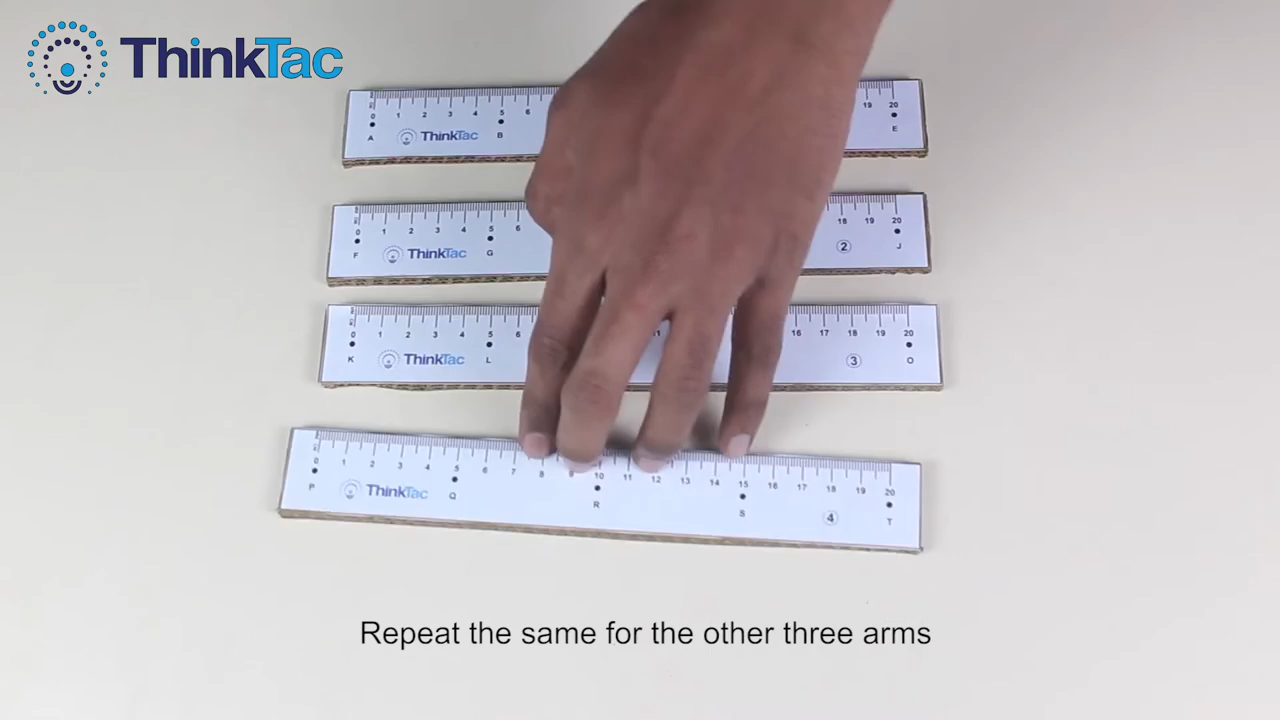 ThinkTac
0 1 2 3 4 5 6 19 20
A B E
ThinkTac
0 1 2 3 4 5 6 18 19 20
F G J
ThinkTac 2
0 1 2 3 4 5 6 11 16 17 18 19 20
K L O
ThinkTac 3
0 1 2 3 4 5 6 7 8 9 10 11 12 13 14 15 16 17 18 19 20
P Q R S T
ThinkTac 4
Repeat the same for the other three arms